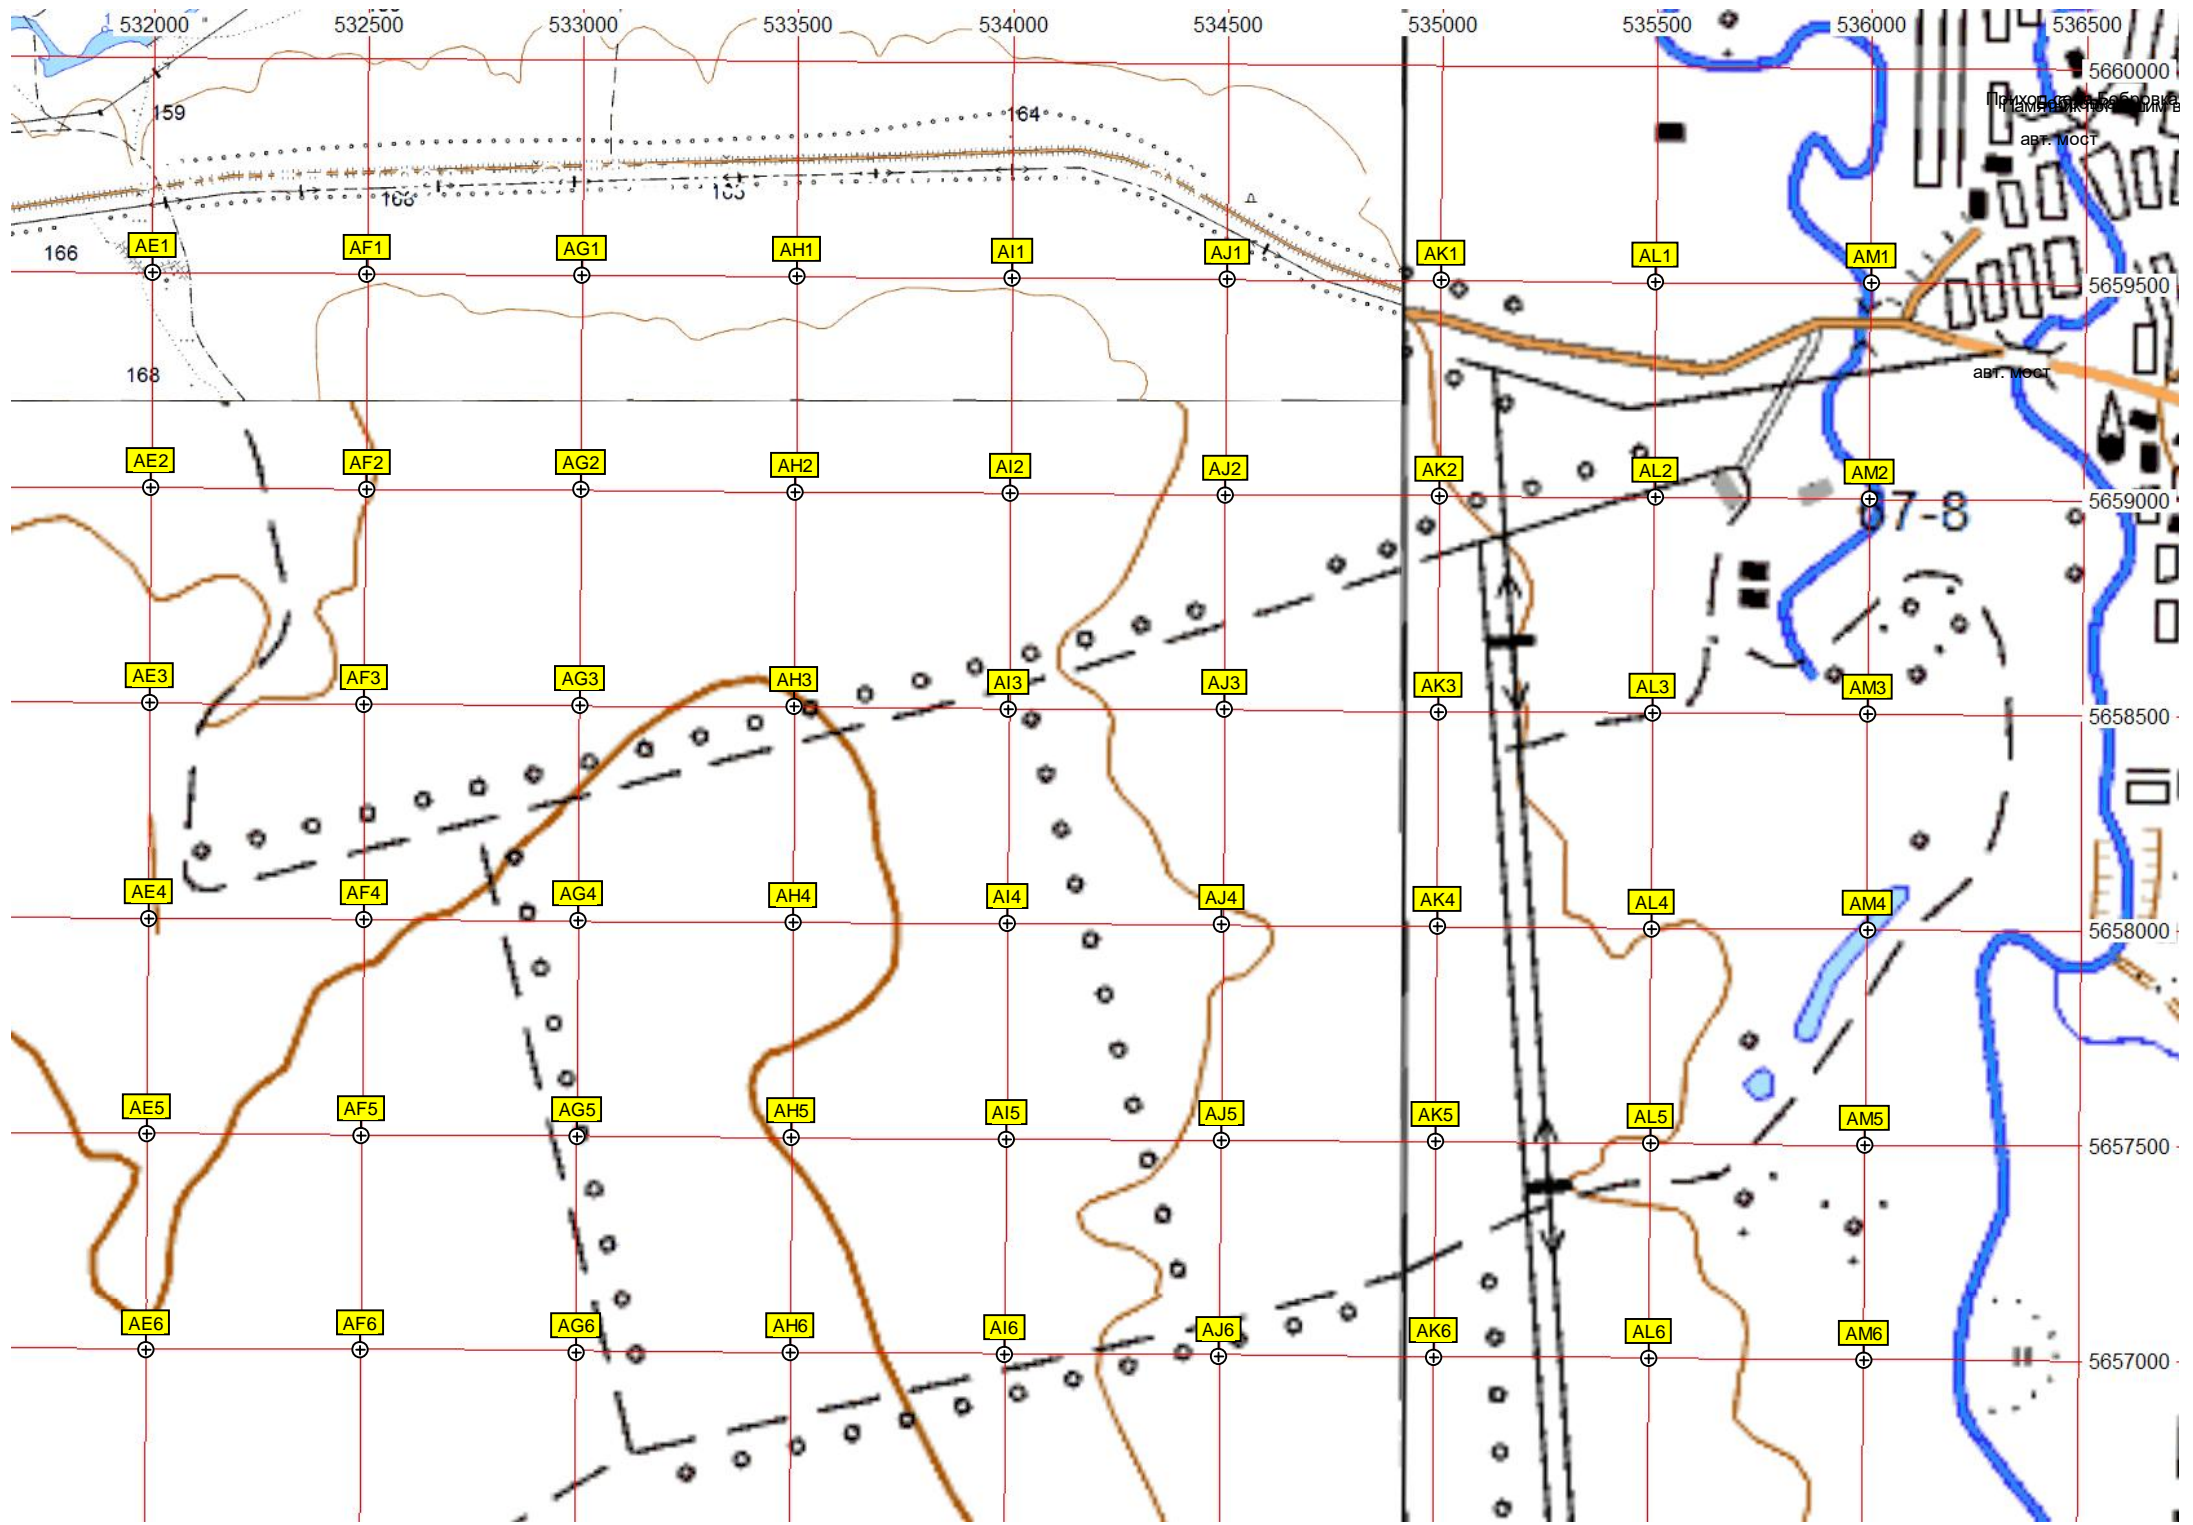 532000 532500 533000 533500 534000 534500 535000 535500 536000 536500
5660000
159
164
авт. мост
166
AE1 AF1 AG1 AH1 AI1 AJ1 AK1 AL1 AM1
5659500
168
авт. мост
AE2 AF2 AG2 AH2 AI2 AJ2 AK2 AL2 AM2
5659000
AE3 AF3 AG3 AH3 AI3 AJ3 AK3 AL3 AM3
5658500
AE4 AF4 AG4 AH4 AI4 AJ4 AK4 AL4 AM4
5658000
AE5 AF5 AG5 AH5 AI5 AJ5 AK5 AL5 AM5
5657500
AE6 AF6 AG6 AH6 AI6 AJ6 AK6 AL6 AM6
5657000